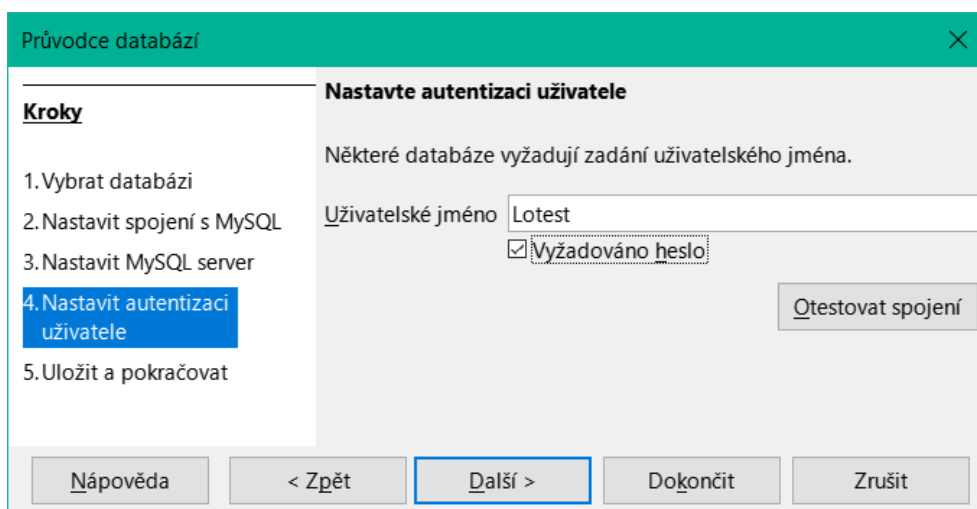 Průvodce databází
Kroky
1. Vybrat databázi
2. Nastavit spojení s MySQL
3. Nastavit MySQL server
4. Nastavit autentizaci
uživatele
5. Uložit a pokračovat
Nastavte autentizaci uživatele
Některé databáze vyžadují zadání uživatelského jména.
Uživatelské jméno Lotest
Vyžadováno heslo
Otestovat spojení
Nápověda < Zpět Další > Dokončit Zrušit